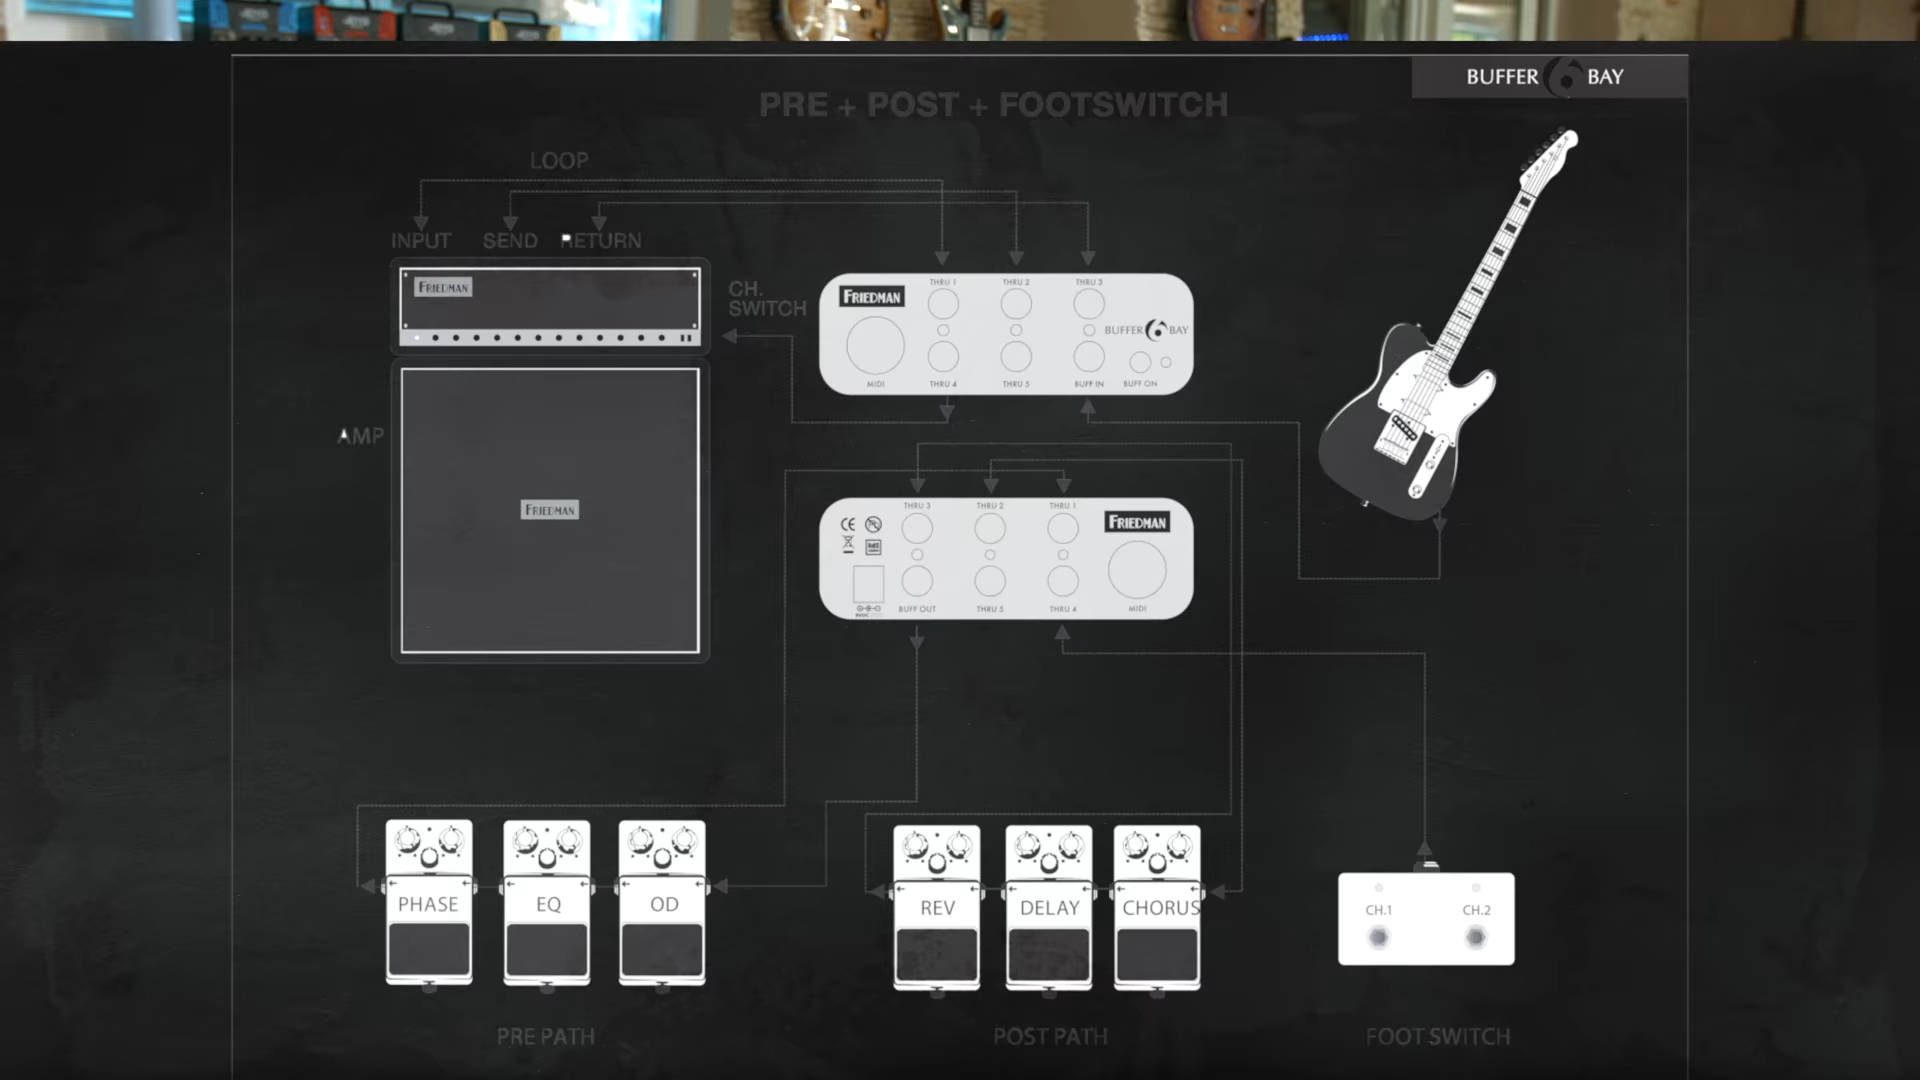 BUFFER 6 BAY
PRE + POST + FOOTSWITCH
LOOP
INPUT SEND RETURN
FRIEDMAN
CH.
SWITCH
AMP
FRIEDMAN
THRU 1 THRU 2 THRU 3
FRIEDMAN
BUFFER 6 BAY
MIDI THRU 4 THRU 5 BUFF IN BUFF ON
THRU 3 THRU 2 THRU 1
CE
FRIEDMAN
BUFF OUT THRU 5 THRU 4 MIDI
PHASE EQ OD
REV DELAY CHORUS
CH.1 CH.2
PRE PATH POST PATH FOOT SWITCH